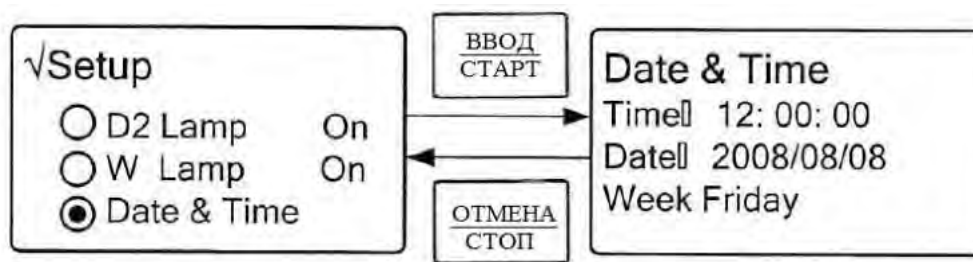 √Setup
D2 Lamp On
W Lamp On
Date & Time
ВВОД
СТАРТ
ОТМЕНА
СТОП
Date & Time
Time▯ 12: 00: 00
Date▯ 2008/08/08
Week Friday